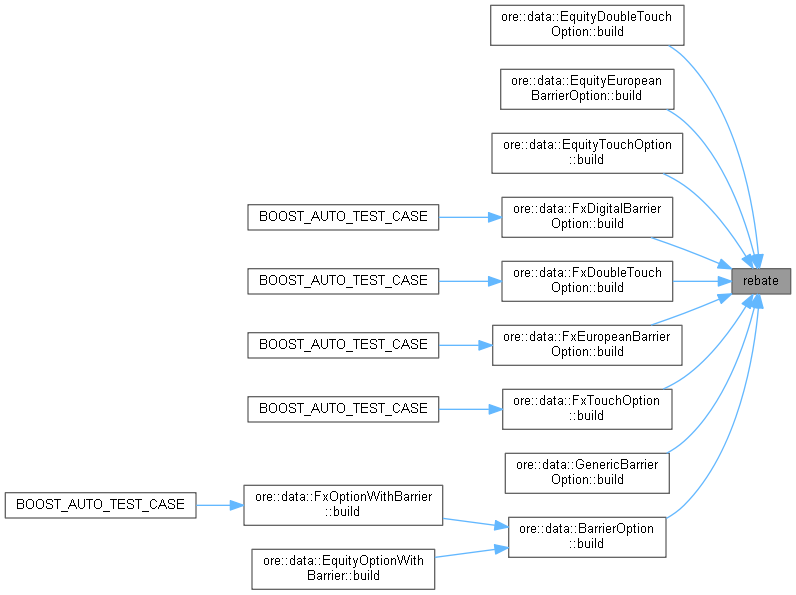 ore::data::EquityDoubleTouch
Option::build
ore::data::EquityEuropean
BarrierOption::build
ore::data::EquityTouchOption
::build
BOOST_AUTO_TEST_CASE
ore::data::FxDigitalBarrier
Option::build
BOOST_AUTO_TEST_CASE
ore::data::FxDoubleTouch
Option::build
rebate
BOOST_AUTO_TEST_CASE
ore::data::FxEuropeanBarrier
Option::build
BOOST_AUTO_TEST_CASE
ore::data::FxTouchOption
::build
ore::data::GenericBarrier
Option::build
BOOST_AUTO_TEST_CASE
ore::data::FxOptionWithBarrier
::build
ore::data::BarrierOption
::build
ore::data::EquityOptionWith
Barrier::build